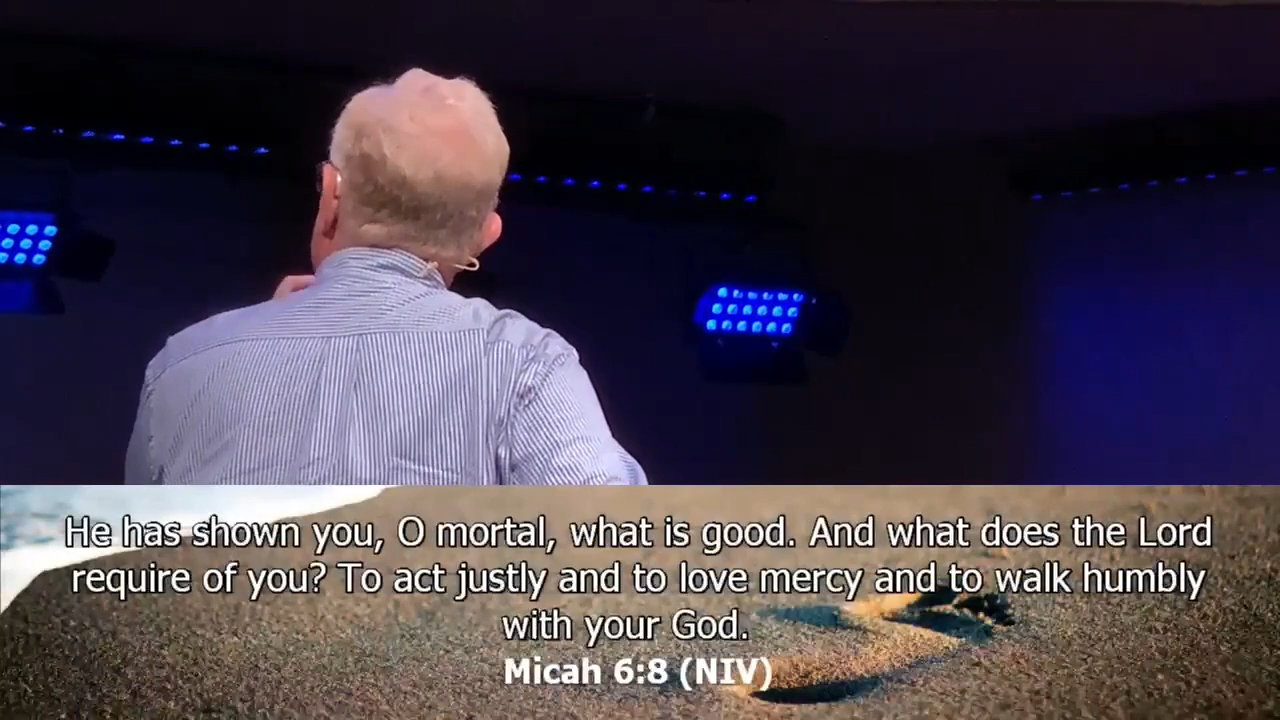 He has shown you, O mortal, what is good. And what does the Lord
require of you? To act justly and to love mercy and to walk humbly
with your God.
Micah 6:8 (NIV)